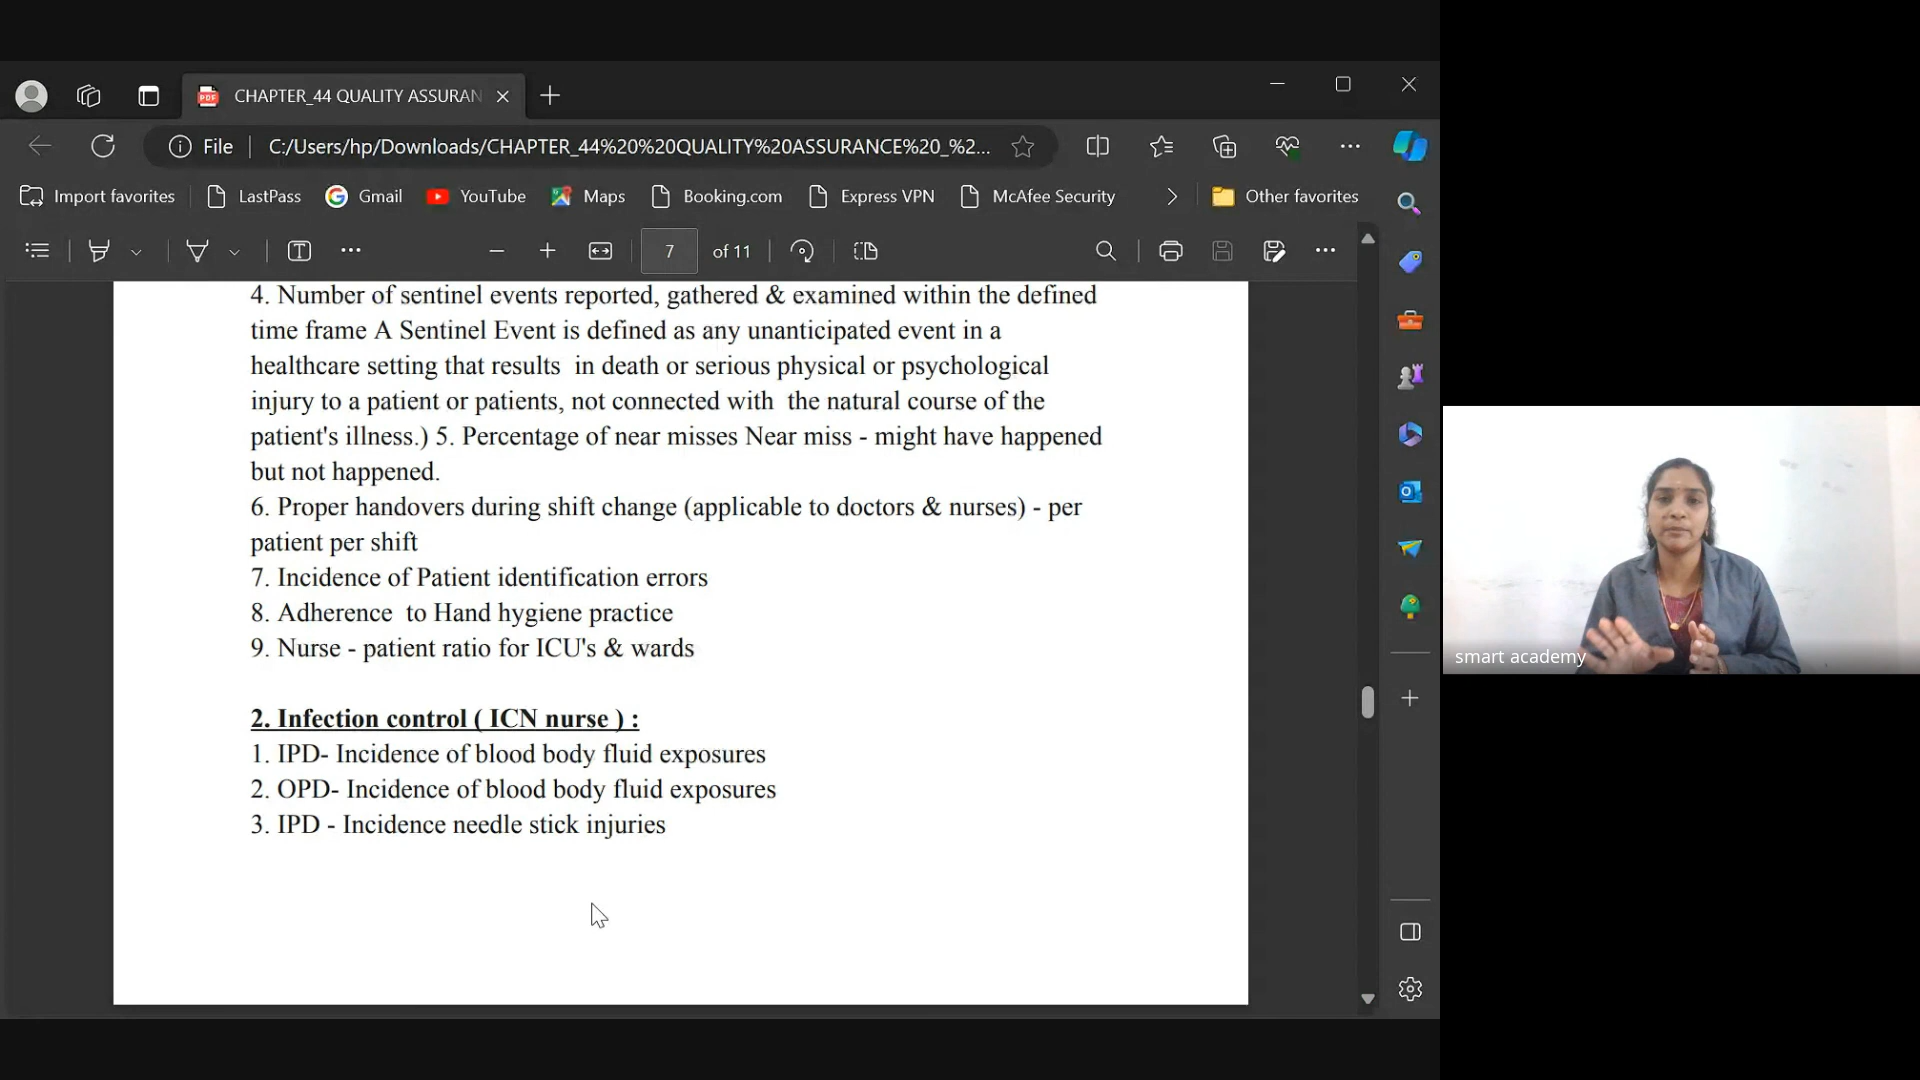 CHAPTER_44 QUALITY ASSURAN
File
C:/Users/hp/Downloads/CHAPTER_44%20%20QUALITY%20ASSURANCE%20_%2...
Import favorites
LastPass
Gmail
YouTube
Maps
Booking.com
Express VPN
McAfee Security
Other favorites
7 of 11
4. Number of sentinel events reported, gathered & examined within the defined
time frame A Sentinel Event is defined as any unanticipated event in a
healthcare setting that results in death or serious physical or psychological
injury to a patient or patients, not connected with the natural course of the
patient's illness.) 5. Percentage of near misses Near miss - might have happened
but not happened.
6. Proper handovers during shift change (applicable to doctors & nurses) - per
patient per shift
7. Incidence of Patient identification errors
8. Adherence to Hand hygiene practice
9. Nurse - patient ratio for ICU's & wards
2. Infection control ( ICN nurse ) :
1. IPD- Incidence of blood body fluid exposures
2. OPD- Incidence of blood body fluid exposures
3. IPD - Incidence needle stick injuries
smart academy